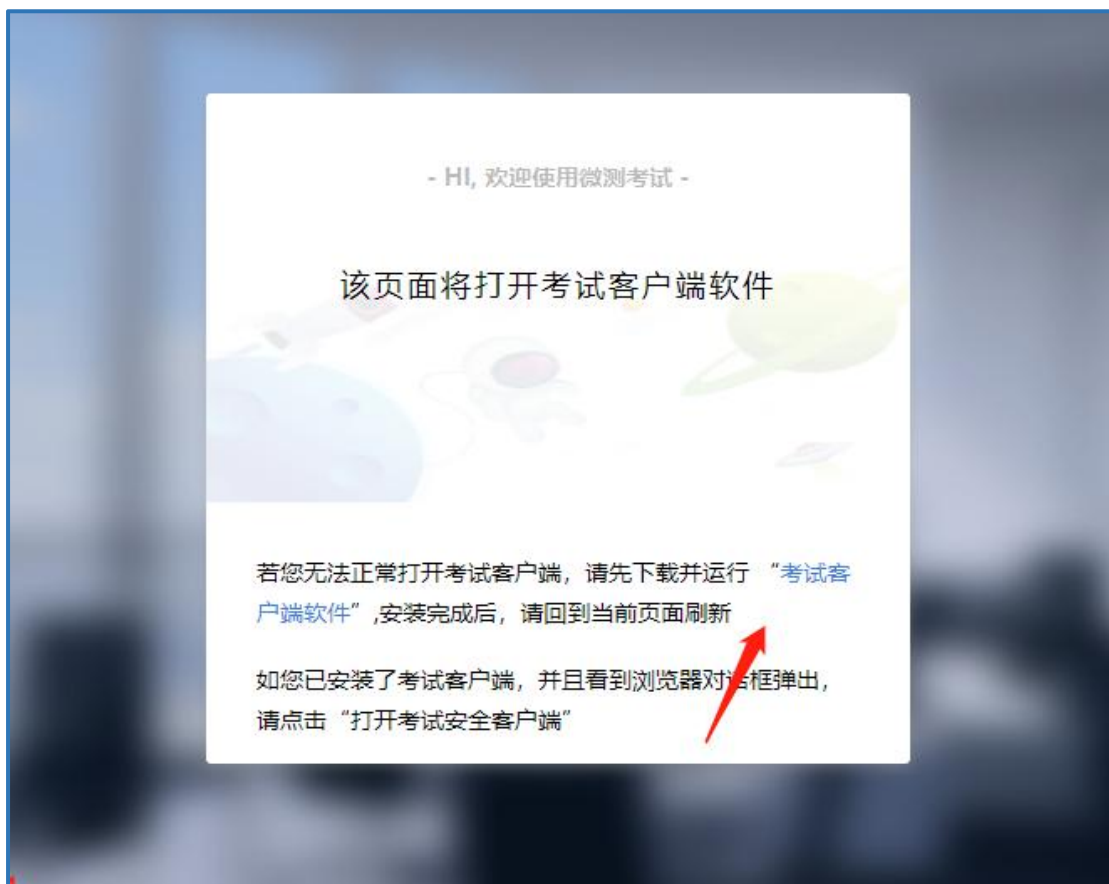 - HI, 欢迎使用微测考试 -
该页面将打开考试客户端软件
若您无法正常打开考试客户端，请先下载并运行 “考试客
户端软件” ,安装完成后，请回到当前页面刷新
如您已安装了考试客户端，并且看到浏览器对话框弹出，
请点击“打开考试安全客户端”